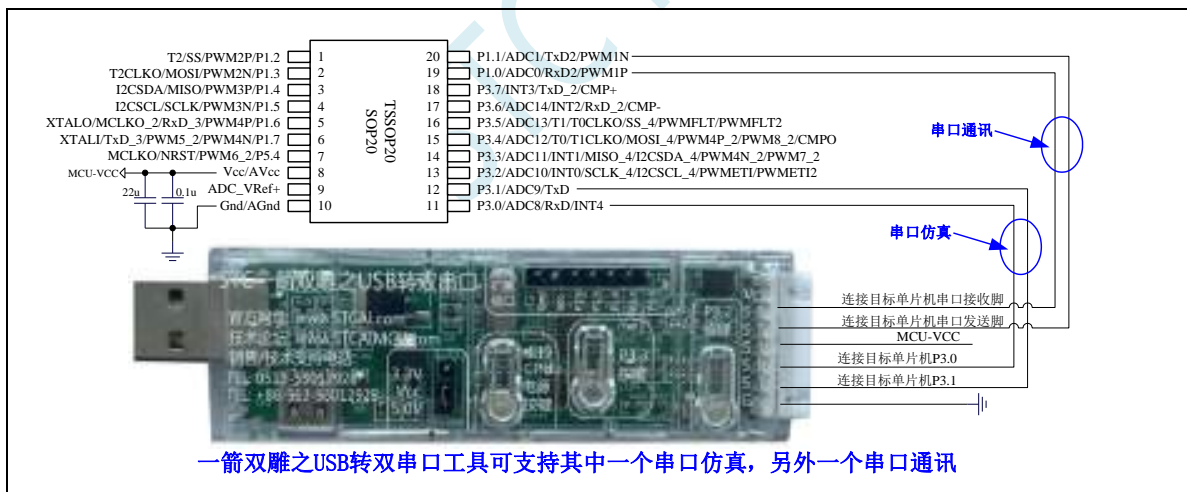 T2/SS/PWM2P/P1.2 1
T2CLKO/MOSI/PWM2N/P1.3 2
I2CSDA/MISO/PWM3P/P1.4 3
I2CSCL/SCLK/PWM3N/P1.5 4
XTALO/MCLKO_2/RxD_3/PWM4P/P1.6 5
XTALI/TxD_3/PWM5_2/PWM4N/P1.7 6
MCLKO/NRST/PWM6_2/P5.4 7
MCU-VCC Vcc/AVcc 8
ADC_VRef+ 9
Gnd/AGnd 10
22u 0.1u
TSSOP20
SOP20
20 P1.1/ADC1/TxD2/PWM1N
19 P1.0/ADC0/RxD2/PWM1P
18 P3.7/INT3/TxD_2/CMP+
17 P3.6/ADC14/INT2/RxD_2/CMP-
16 P3.5/ADC13/T1/T0CLKO/SS_4/PWMFLT/PWMFLT2
15 P3.4/ADC12/T0/T1CLKO/MOSI_4/PWM4P_2/PWM8_2/CMPO
14 P3.3/ADC11/INT1/MISO_4/I2CSDA_4/PWM4N_2/PWM7_2
13 P3.2/ADC10/INT0/SCLK_4/I2CSCL_4/PWMETI/PWMETI2
12 P3.1/ADC9/TxD
11 P3.0/ADC8/RxD/INT4
串口通讯
串口仿真
一箭双雕之USB转双串口
3.3V
Vcc
5.0V
连接目标单片机串口接收脚
连接目标单片机串口发送脚
MCU-VCC
连接目标单片机P3.0
连接目标单片机P3.1
一箭双雕之USB转双串口工具可支持其中一个串口仿真，另外一个串口通讯